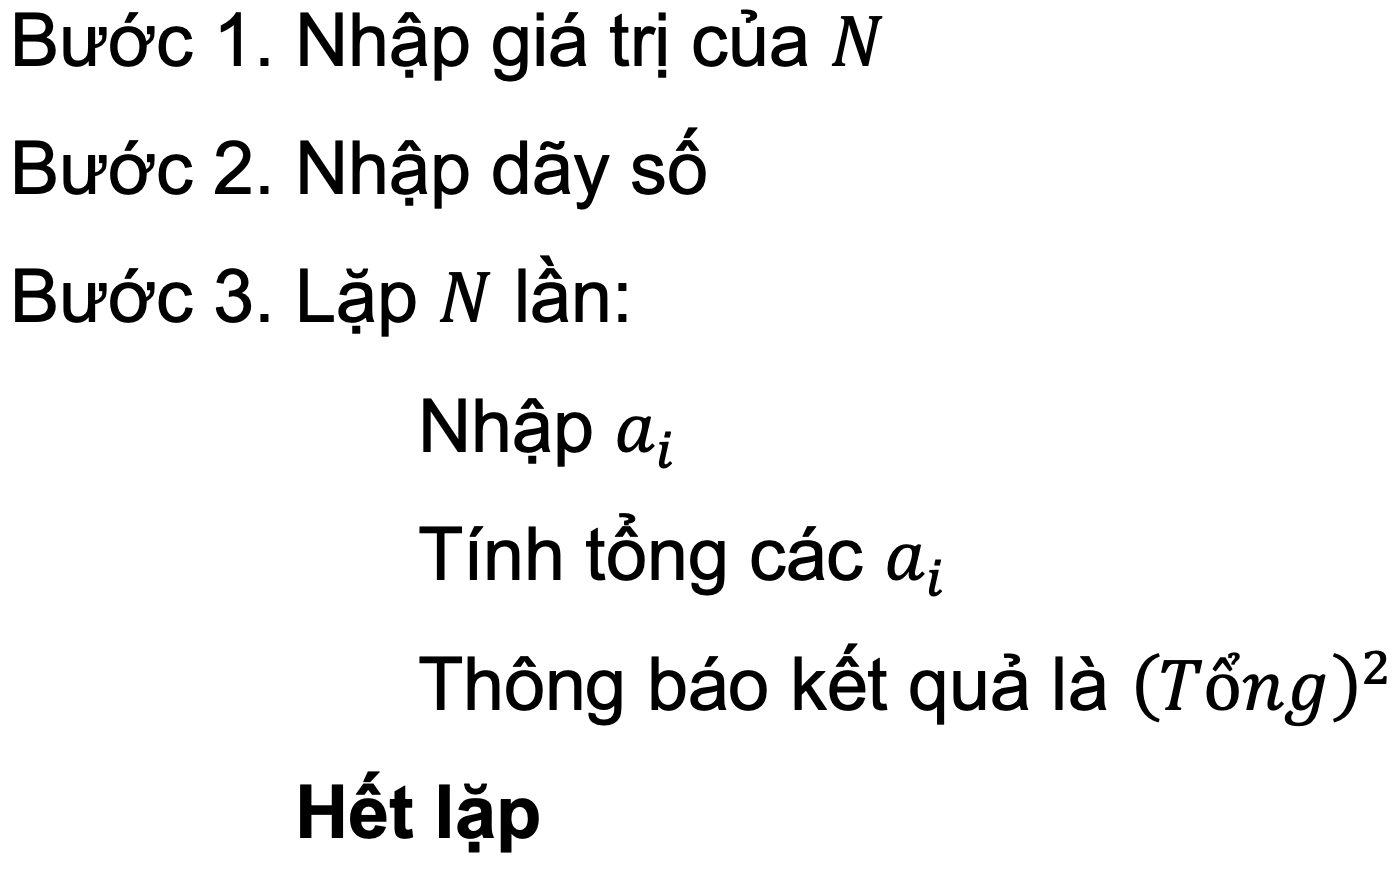 Bước 1. Nhập giá trị của N
Bước 2. Nhập dãy số
Bước 3. Lặp N lần:
Nhập aᵢ
Tính tổng các aᵢ
Thông báo kết quả là (Tổng)²
Hết lặp